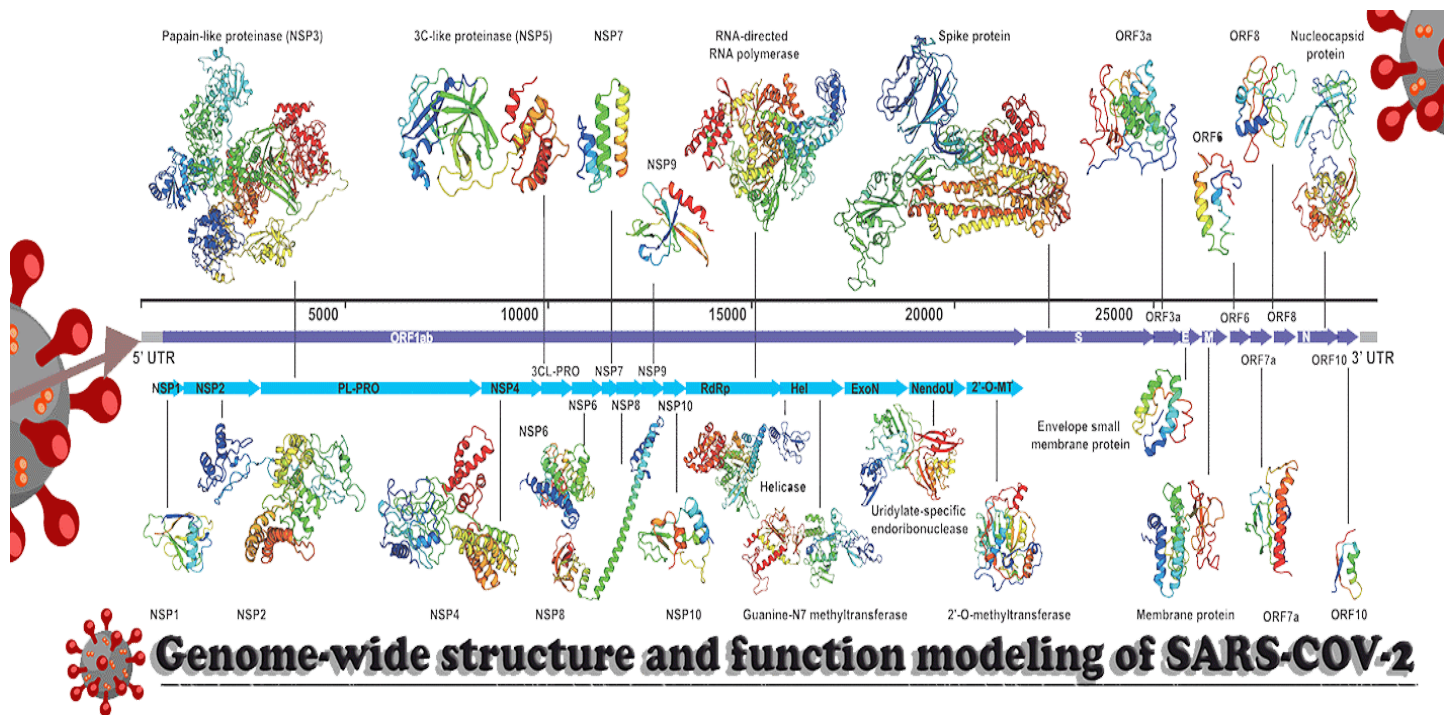 Papain-like proteinase (NSP3)
3C-like proteinase (NSP5)
NSP7
RNA-directed
RNA polymerase
Spike protein
ORF3a
ORF8
Nucleocapsid
protein
NSP9
ORF6
5000
10000
15000
20000
25000
ORF3a
ORF6
ORF8
ORF1ab
S
E
M
N
5' UTR
ORF7a
ORF10
3' UTR
3CL-PRO
NSP7
NSP9
NSP1
NSP2
PL-PRO
NSP4
RdRp
Hel
ExoN
NendoU
2'-O-MT
NSP6
NSP8
NSP10
NSP6
Helicase
Uridylate-specific
endoribonuclease
Envelope small
membrane protein
NSP1
NSP2
NSP4
NSP8
NSP10
Guanine-N7 methyltransferase
2'-O-methyltransferase
Membrane protein
ORF7a
ORF10
Genome-wide structure and function modeling of SARS-COV-2